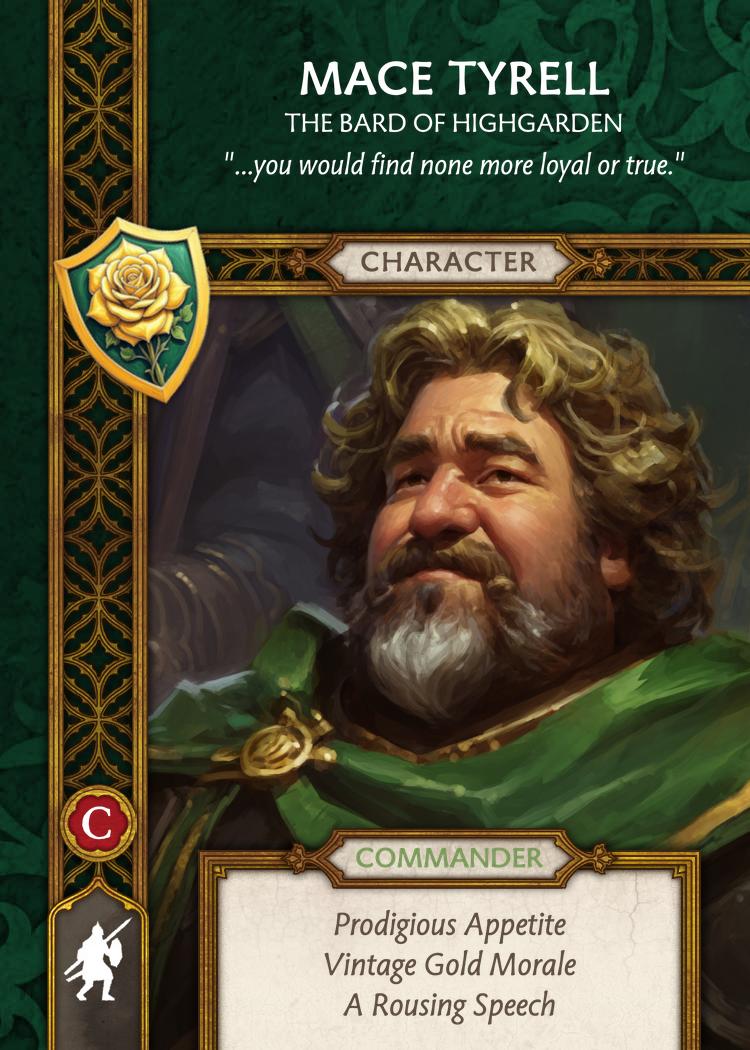 MACE TYRELL
THE BARD OF HIGHGARDEN
"...you would find none more loyal or true."
CHARACTER
C
COMMANDER
Prodigious Appetite
Vintage Gold Morale
A Rousing Speech